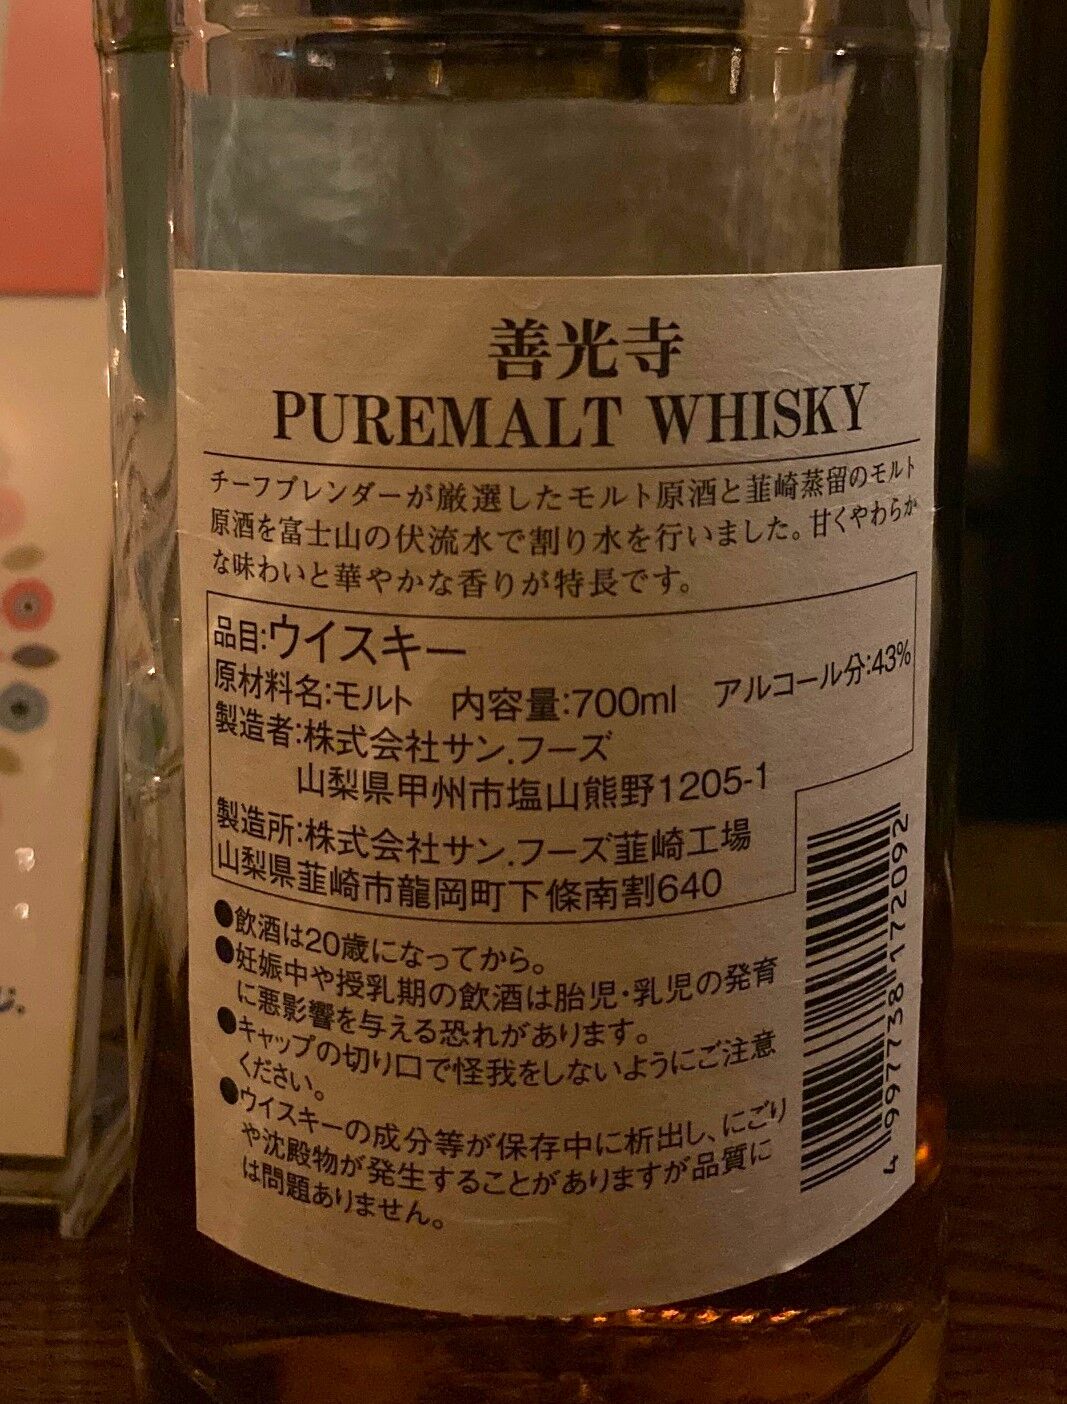 善光寺
PUREMALT WHISKY
チーフブレンダーが厳選したモルト原酒と韮崎蒸留のモルト
原酒を富士山の伏流水で割り水を行いました。甘くやわらか
な味わいと華やかな香りが特長です。
品目:ウイスキー
原材料名:モルト 内容量:700ml アルコール分:43%
製造者:株式会社サン.フーズ
山梨県甲州市塩山熊野1205-1
製造所:株式会社サン.フーズ韮崎工場
山梨県韮崎市龍岡町下條南割640
●飲酒は20歳になってから。
●妊娠中や授乳期の飲酒は胎児・乳児の発育
に悪影響を与える恐れがあります。
●キャップの切り口で怪我をしないようにご注意
ください。
●ウイスキーの成分等が保存中に析出し、にごり
や沈殿物が発生することがありますが品質に
は問題ありません。
4 997738 172092